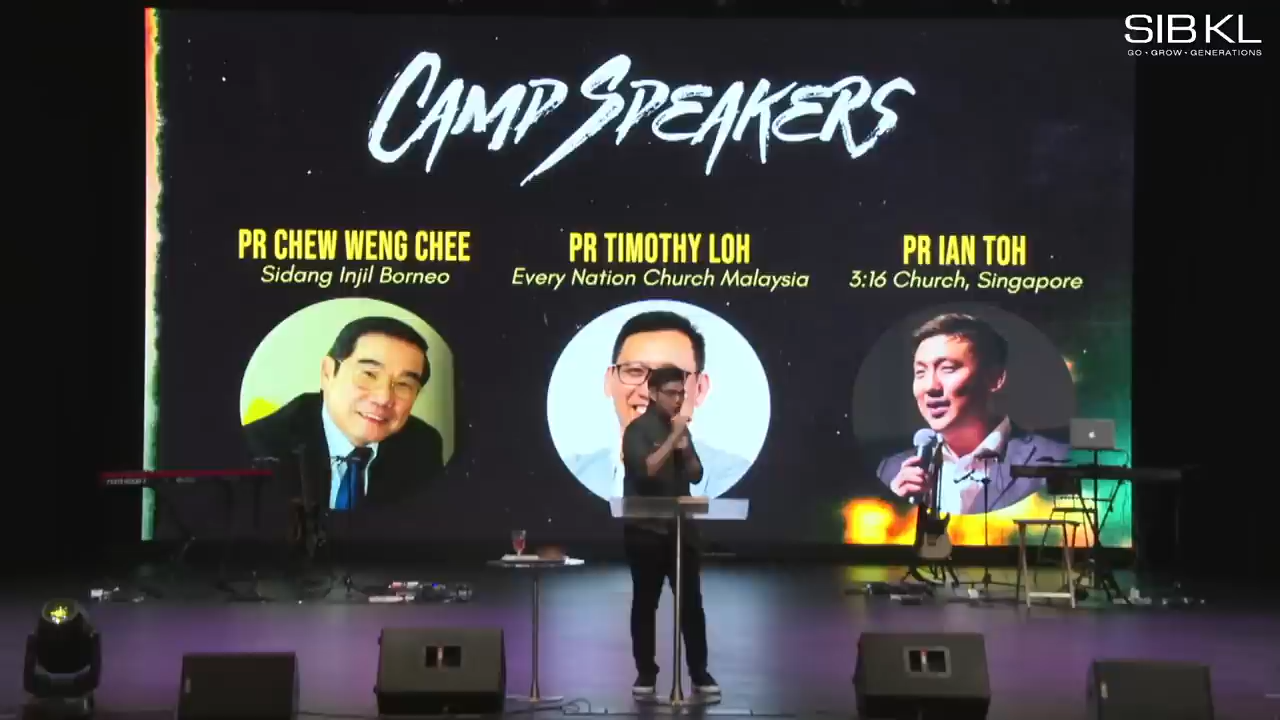 SIBKL
GO • GROW • GENERATIONS
CAMP SPEAKERS
PR CHEW WENG CHEE
Sidang Injil Borneo
PR TIMOTHY LOH
Every Nation Church Malaysia
PR IAN TOH
3:16 Church, Singapore